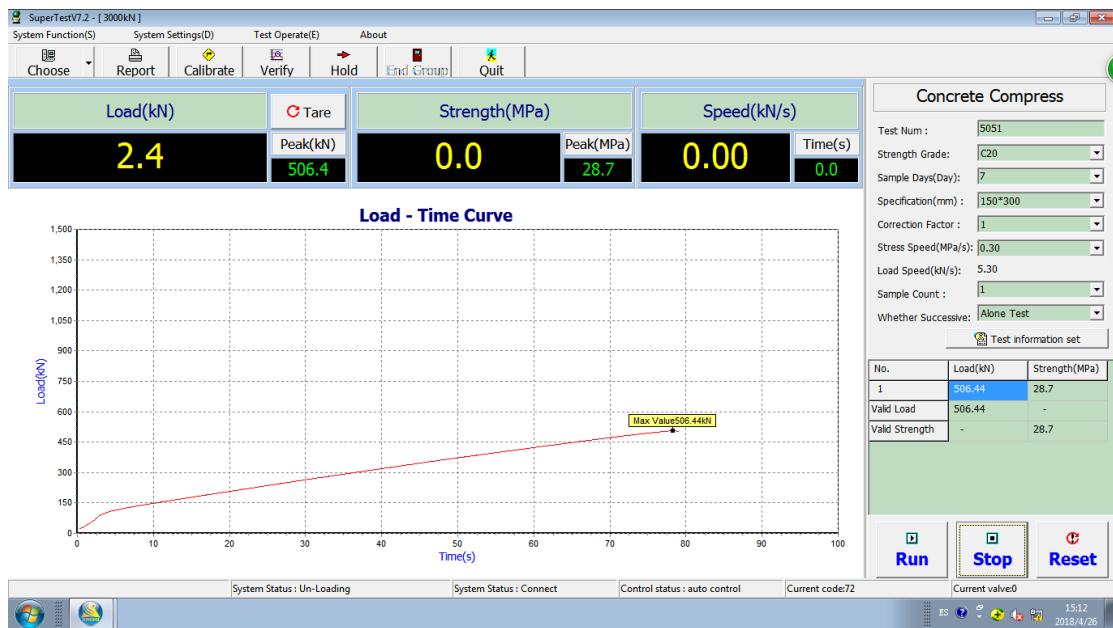 SuperTestV7.2 - [ 3000kN ]
System Function(S) System Settings(D) Test Operate(E) About
Choose Report Calibrate Verify Hold End Group Quit
Load(kN) Tare Strength(MPa) Speed(kN/s)
2.4 Peak(kN) 506.4 0.0 Peak(MPa) 28.7 0.00 Time(s) 0.0
Load - Time Curve
1,500
1,350
1,200
1,050
900
750
600
450
300
150
0
Load(kN)
Max Value506.44kN
0 10 20 30 40 50 60 70 80 90 100
Time(s)
Concrete Compress
Test Num : 5051
Strength Grade: C20
Sample Days(Day): 7
Specification(mm) : 150*300
Correction Factor : 1
Stress Speed(MPa/s): 0.30
Load Speed(kN/s): 5.30
Sample Count : 1
Whether Successive: Alone Test
Test information set
No. Load(kN) Strength(MPa)
1 506.44 28.7
Valid Load 506.44 -
Valid Strength - 28.7
Run Stop Reset
System Status : Un-Loading System Status : Connect Control status : auto control Current code:72 Current valve:0
ES 15:12
2018/4/26